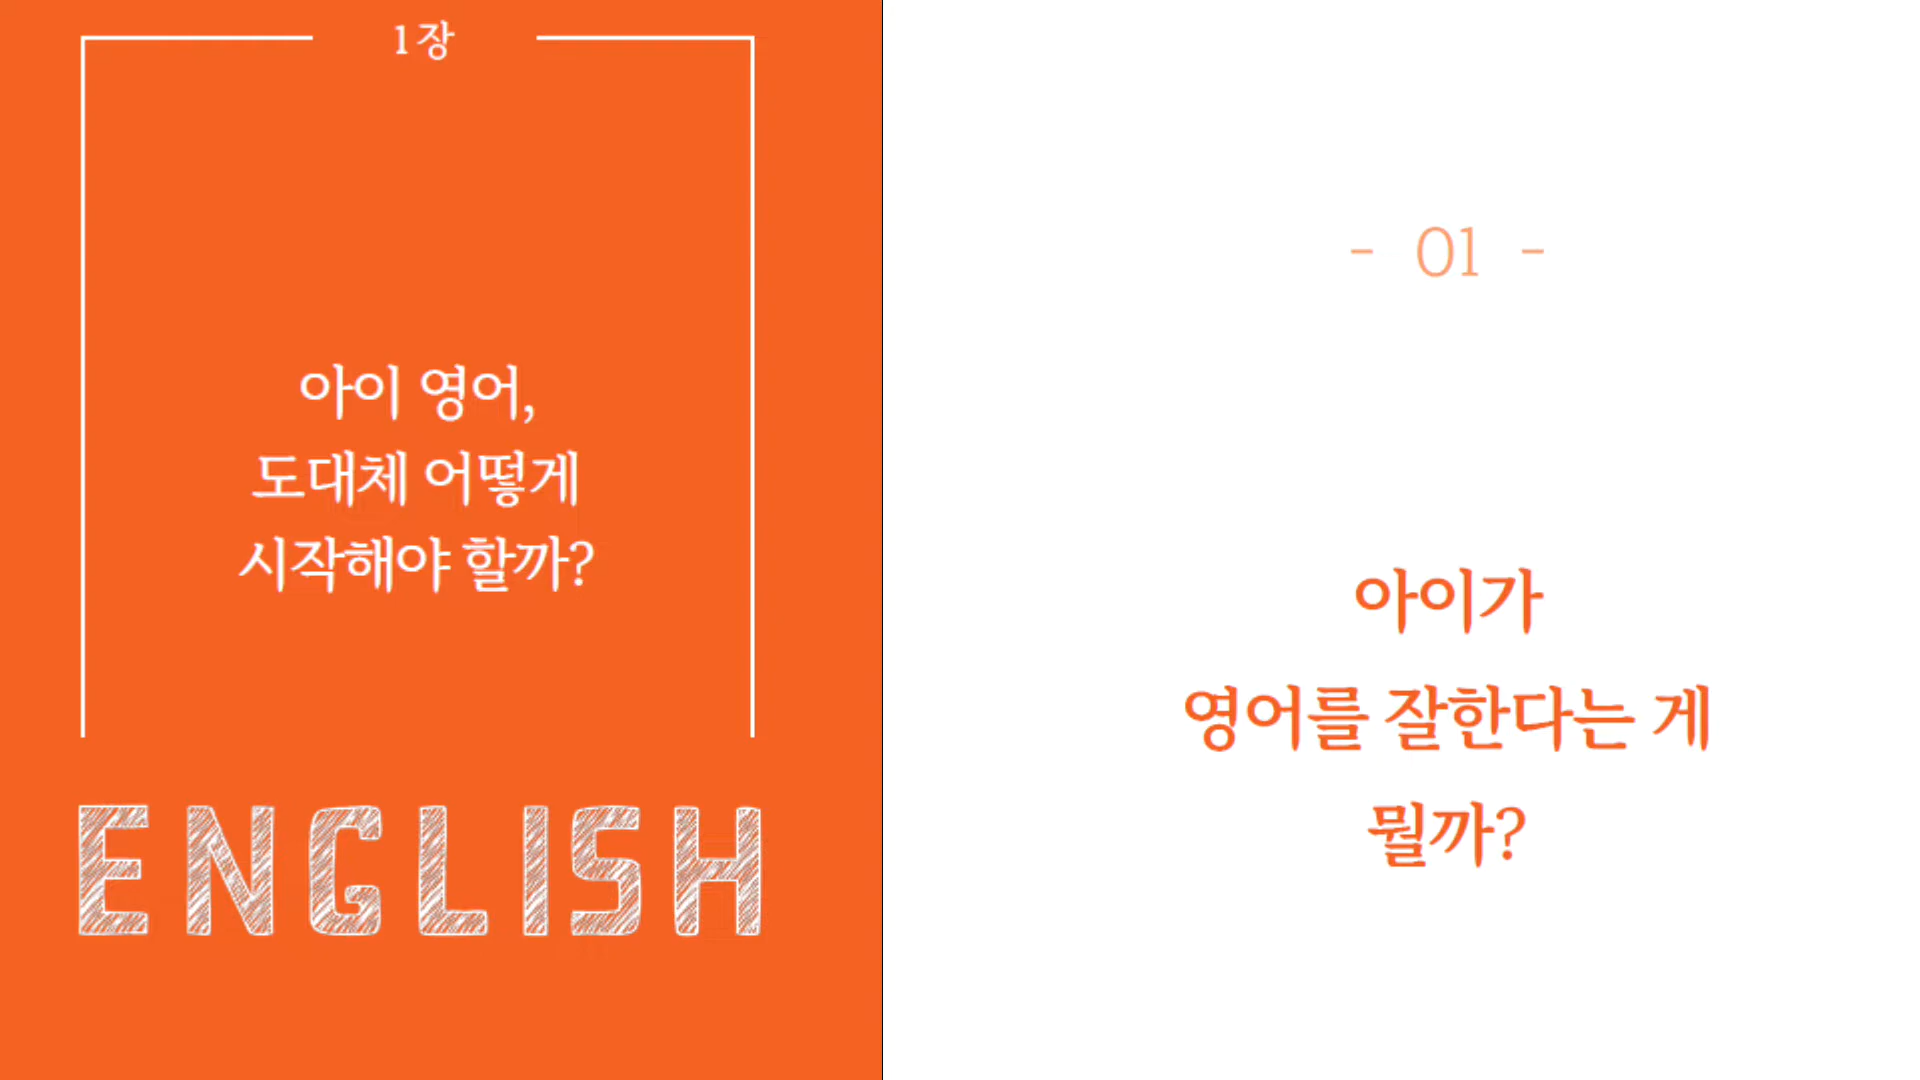 1장
아이 영어,
도대체 어떻게
시작해야 할까?
ENGLISH
- 01 -
아이가
영어를 잘한다는 게
뭘까?